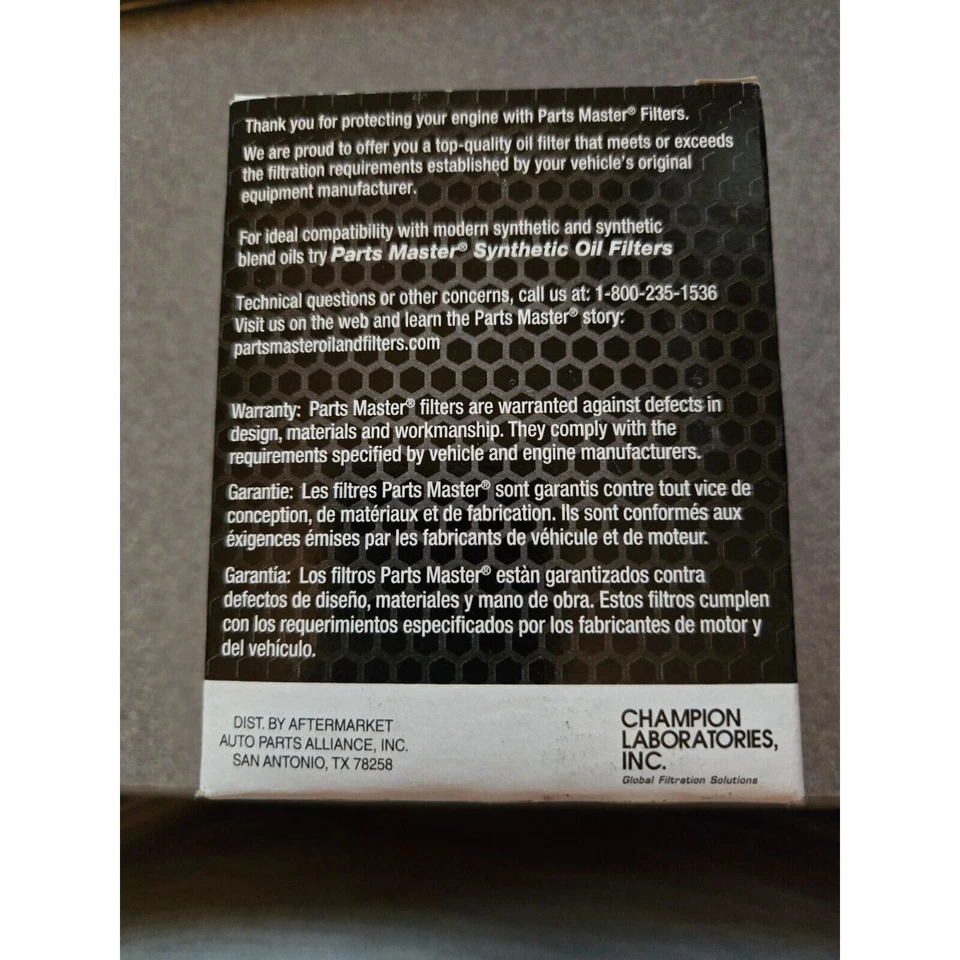 Thank you for protecting your engine with Parts Master® Filters.
We are proud to offer you a top-quality oil filter that meets or exceeds
the filtration requirements established by your vehicle's original
equipment manufacturer.
For ideal compatibility with modern synthetic and synthetic
blend oils try Parts Master® Synthetic Oil Filters
Technical questions or other concerns, call us at: 1-800-235-1536
Visit us on the web and learn the Parts Master® story:
partsmasteroilandfilters.com
Warranty: Parts Master® filters are warranted against defects in
design, materials and workmanship. They comply with the
requirements specified by vehicle and engine manufacturers.
Garantie: Les filtres Parts Master® sont garantis contre tout vice de
conception, de matériaux et de fabrication. Ils sont conformés aux
éxigences émises par les fabricants de véhicule et de moteur.
Garantía: Los filtros Parts Master® estàn garantizados contra
defectos de diseño, materiales y mano de obra. Estos filtros cumplen
con los requerimientos especificados por los fabricantes de motor y
del vehículo.
DIST. BY AFTERMARKET
AUTO PARTS ALLIANCE, INC.
SAN ANTONIO, TX 78258
CHAMPION
LABORATORIES,
INC.
Global Filtration Solutions